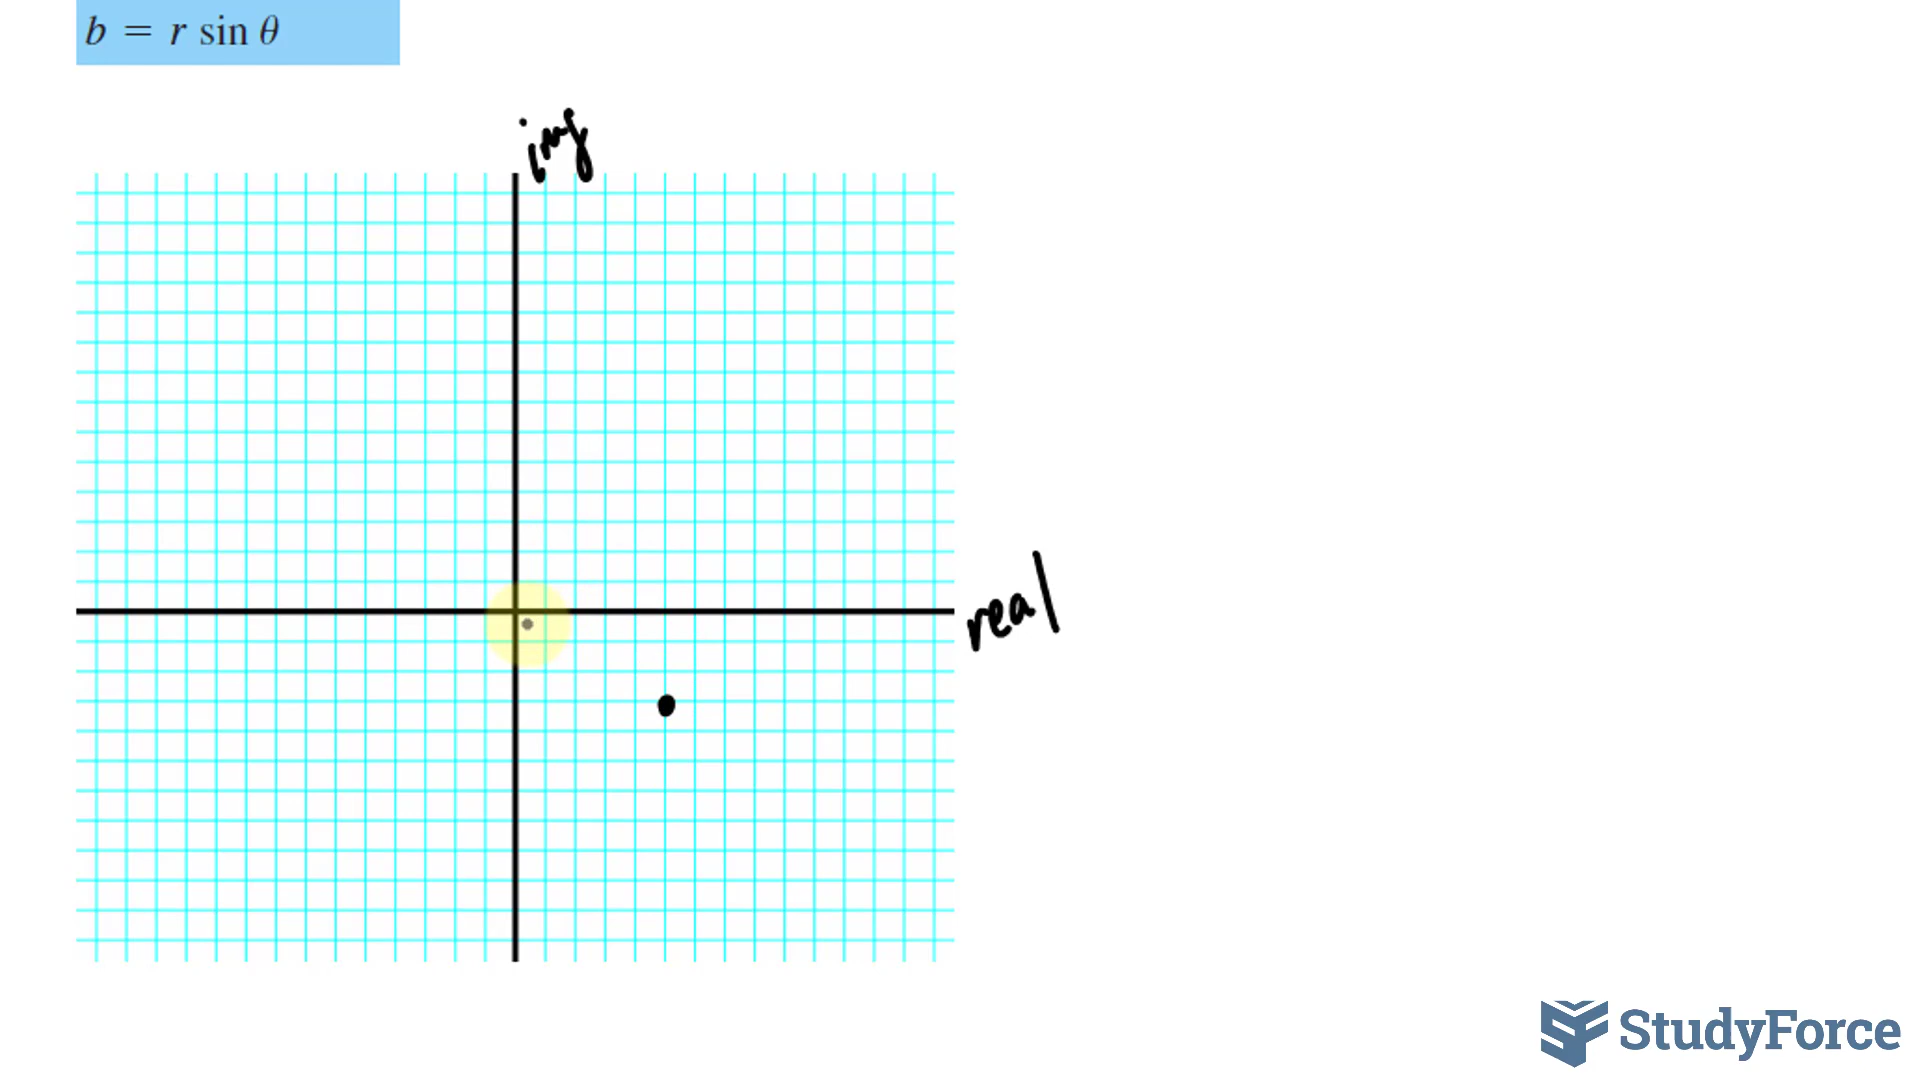 b = r sin θ
img
real
StudyForce